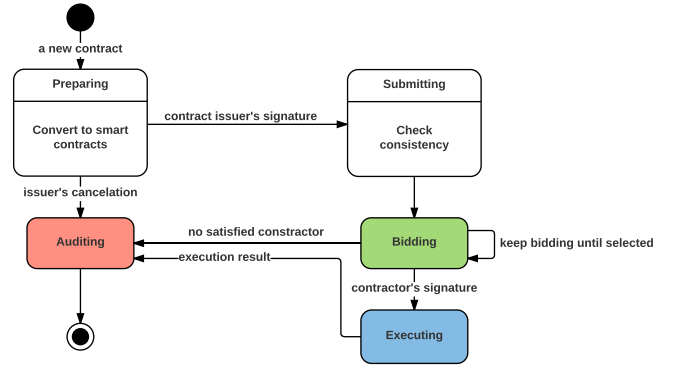 a new contract
Preparing
Convert to smart
contracts
contract issuer's signature
Submitting
Check
consistency
issuer's cancelation
Auditing
no satisfied constractor
execution result
Bidding
keep bidding until selected
contractor's signature
Executing